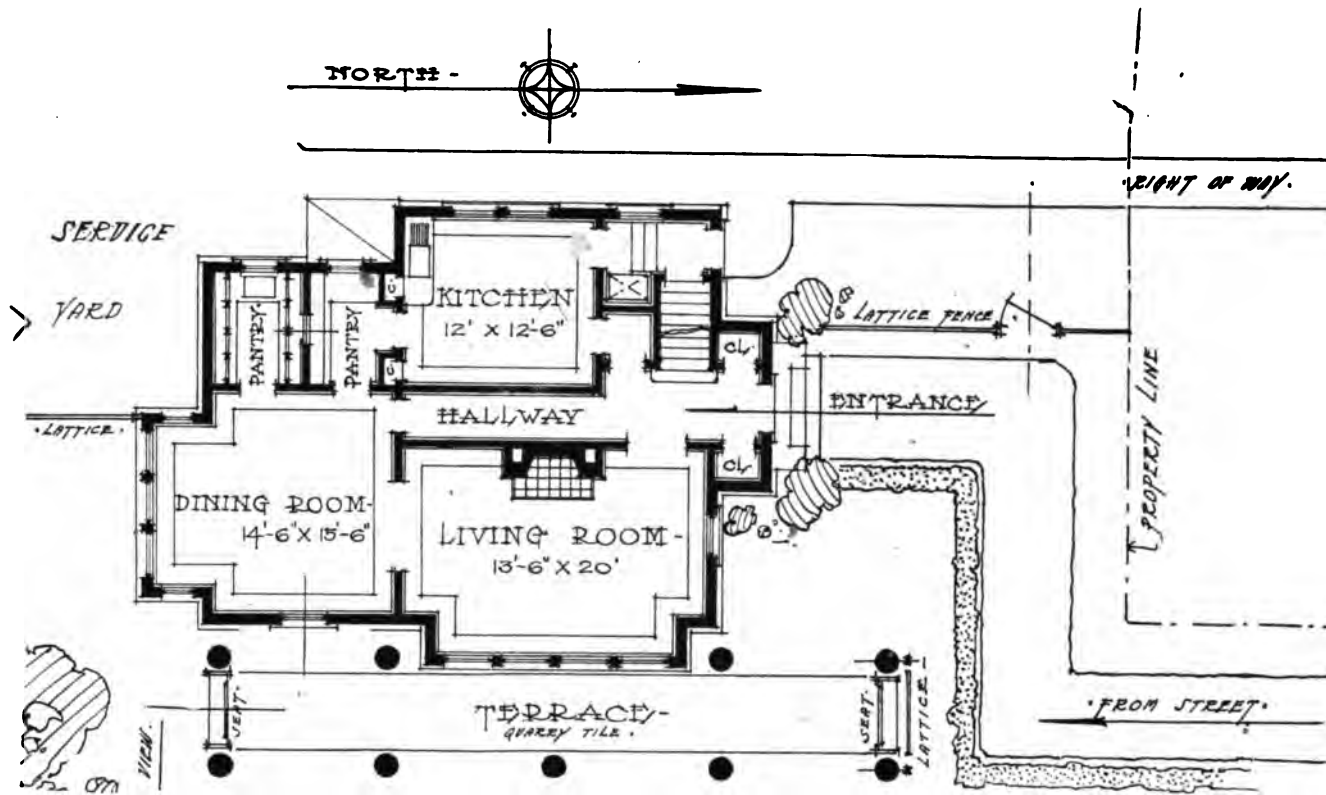 NORTH-
RIGHT OF WAY.
SERVICE
YARD
PANTRY
PANTRY
C.
C.
KITCHEN
12' X 12'-6"
CL.
LATTICE FENCE
PROPERTY LINE
HALLWAY
ENTRANCE
CL.
·LATTICE·
DINING ROOM-
14'-6" X 15'-6"
LIVING ROOM-
13'-6" X 20'
SEAT
TERRACE-
QUARRY TILE.
SEAT
LATTICE
·FROM STREET·
VIEW.